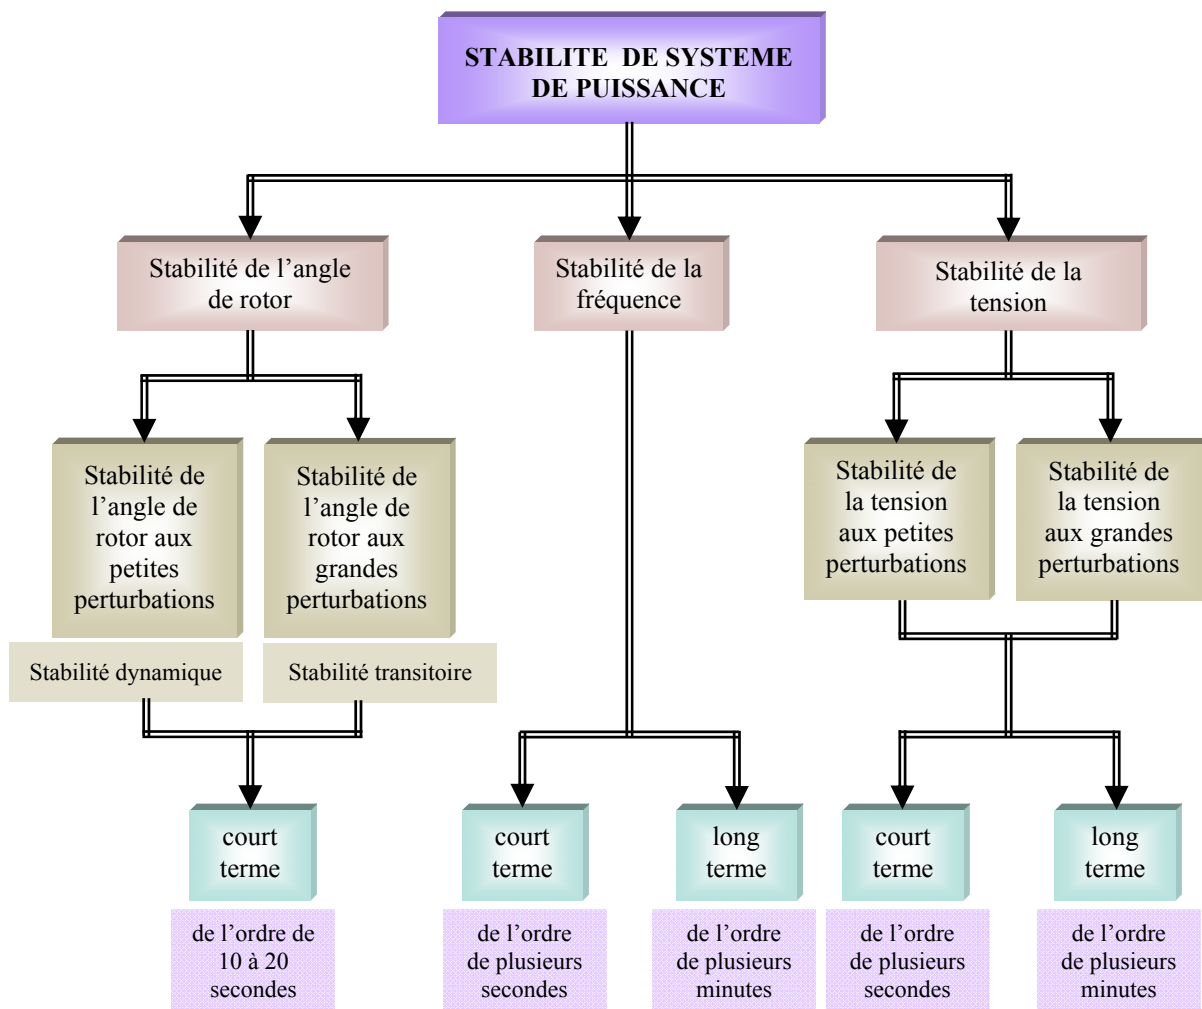 STABILITE DE SYSTEME
DE PUISSANCE
Stabilité de l’angle
de rotor
Stabilité de la
fréquence
Stabilité de la
tension
Stabilité de
l’angle de
rotor aux
petites
perturbations
Stabilité de
l’angle de
rotor aux
grandes
perturbations
Stabilité de
la tension
aux petites
perturbations
Stabilité de
la tension
aux grandes
perturbations
Stabilité dynamique
Stabilité transitoire
court
terme
court
terme
long
terme
court
terme
long
terme
de l’ordre de
10 à 20
secondes
de l’ordre
de plusieurs
secondes
de l’ordre
de plusieurs
minutes
de l’ordre
de plusieurs
secondes
de l’ordre
de plusieurs
minutes